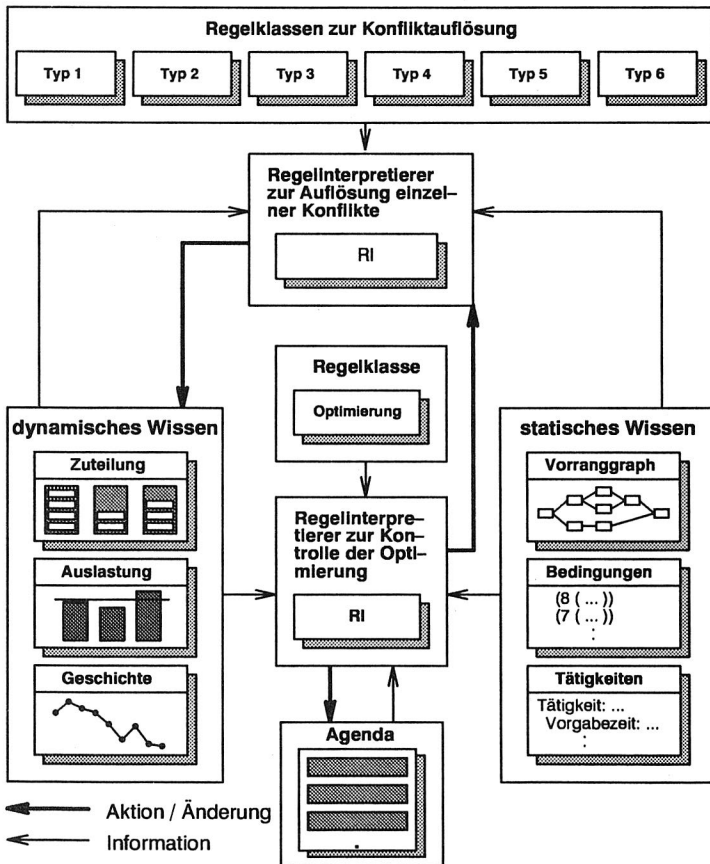 Regelklassen zur Konfliktauflösung
Typ 1
Typ 2
Typ 3
Typ 4
Typ 5
Typ 6
Regelinterpretierer
zur Auflösung einzel-
ner Konflikte
RI
Regelklasse
Optimierung
dynamisches Wissen
Zuteilung
Auslastung
Geschichte
Regelinterpre-
tierer zur Kon-
trolle der Opti-
mierung
RI
statisches Wissen
Vorranggraph
Bedingungen
(8 ( ... ))
(7 ( ... ))
:
Tätigkeiten
Tätigkeit: ...
Vorgabezeit: ...
:
Agenda
.
Aktion / Änderung
Information